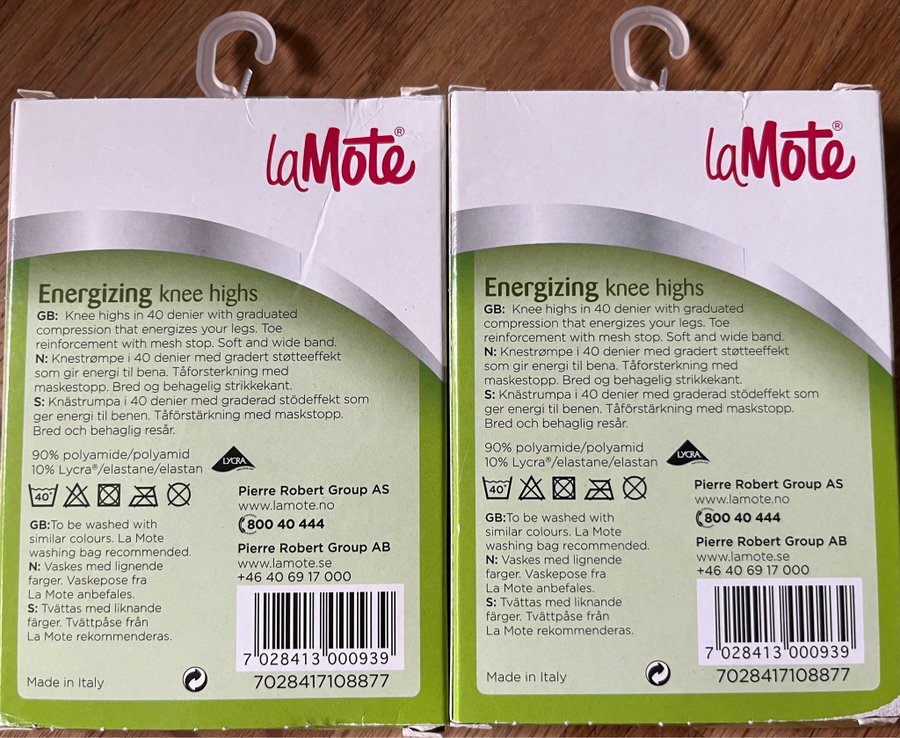 laMote®
Energizing knee highs
GB: Knee highs in 40 denier with graduated
compression that energizes your legs. Toe
reinforcement with mesh stop. Soft and wide band.
N: Knestrømpe i 40 denier med gradert støtteeffekt
som gir energi til bena. Tåforsterkning med
maskestopp. Bred og behagelig strikkekant.
S: Knästrumpa i 40 denier med graderad stödeffekt som
ger energi til benen. Tåförstärkning med maskstopp.
Bred och behaglig resår.
90% polyamide/polyamid
10% Lycra®/elastane/elastan
LYCRA
40°
GB:To be washed with
similar colours. La Mote
washing bag recommended.
N: Vaskes med lignende
farger. Vaskepose fra
La Mote anbefales.
S: Tvättas med liknande
färger. Tvättpåse från
La Mote rekommenderas.
Pierre Robert Group AS
www.lamote.no
800 40 444
Pierre Robert Group AB
www.lamote.se
+46 40 69 17 000
7 028413 000939
7028417108877
Made in Italy
laMote®
Energizing knee highs
GB: Knee highs in 40 denier with graduated
compression that energizes your legs. Toe
reinforcement with mesh stop. Soft and wide band.
N: Knestrømpe i 40 denier med gradert støtteeffekt
som gir energi til bena. Tåforsterkning med
maskestopp. Bred og behagelig strikkekant.
S: Knästrumpa i 40 denier med graderad stödeffekt som
ger energi til benen. Tåförstärkning med maskstopp.
Bred och behaglig resår.
90% polyamide/polyamid
10% Lycra®/elastane/elastan
LYCRA
40°
GB:To be washed with
similar colours. La Mote
washing bag recommended.
N: Vaskes med lignende
farger. Vaskepose fra
La Mote anbefales.
S: Tvättas med liknande
färger. Tvättpåse från
La Mote rekommenderas.
Pierre Robert Group AS
www.lamote.no
800 40 444
Pierre Robert Group AB
www.lamote.se
+46 40 69 17 000
7 028413 000939
7028417108877
Made in Italy